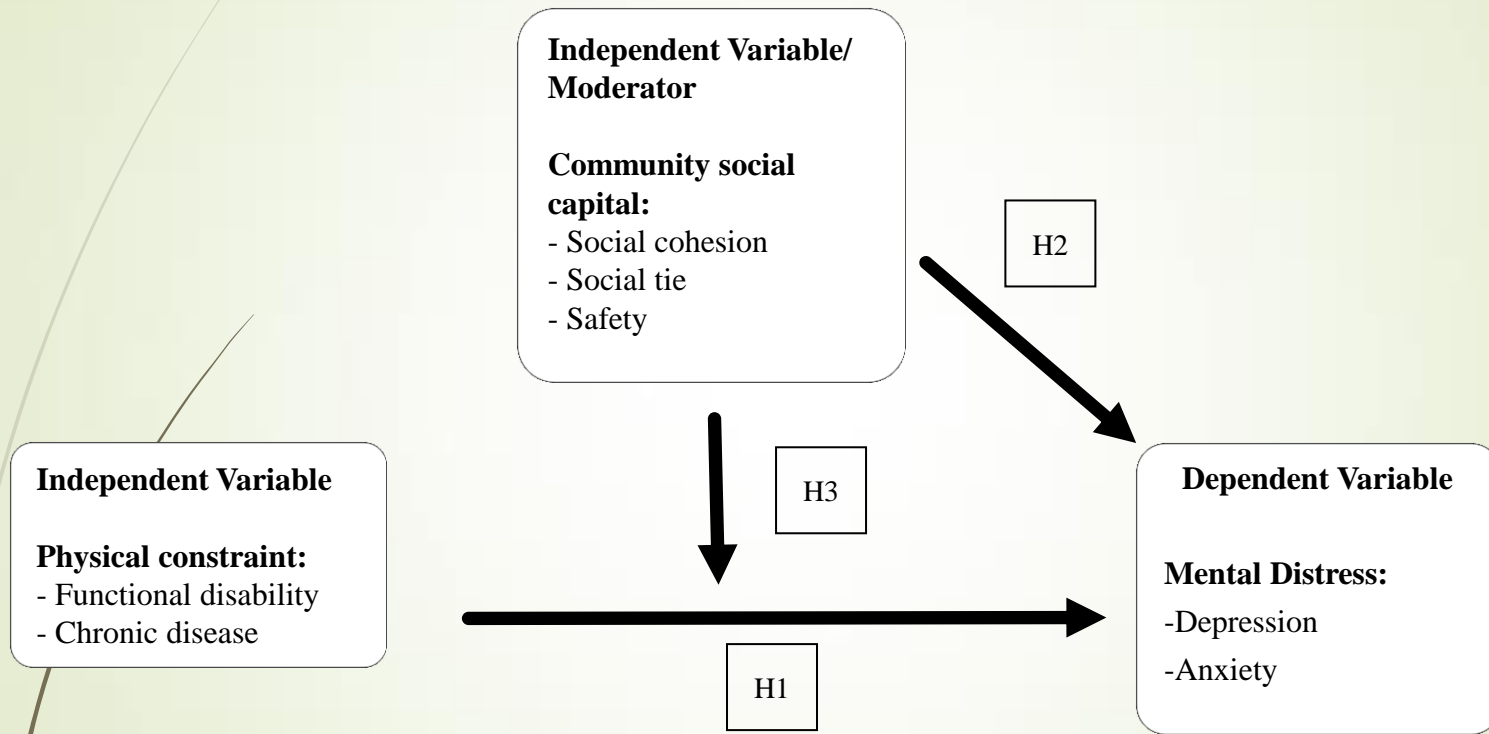 Independent Variable/
Moderator
Community social
capital:
- Social cohesion
- Social tie
- Safety
H2
Independent Variable
Physical constraint:
- Functional disability
- Chronic disease
H3
H1
Dependent Variable
Mental Distress:
-Depression
-Anxiety